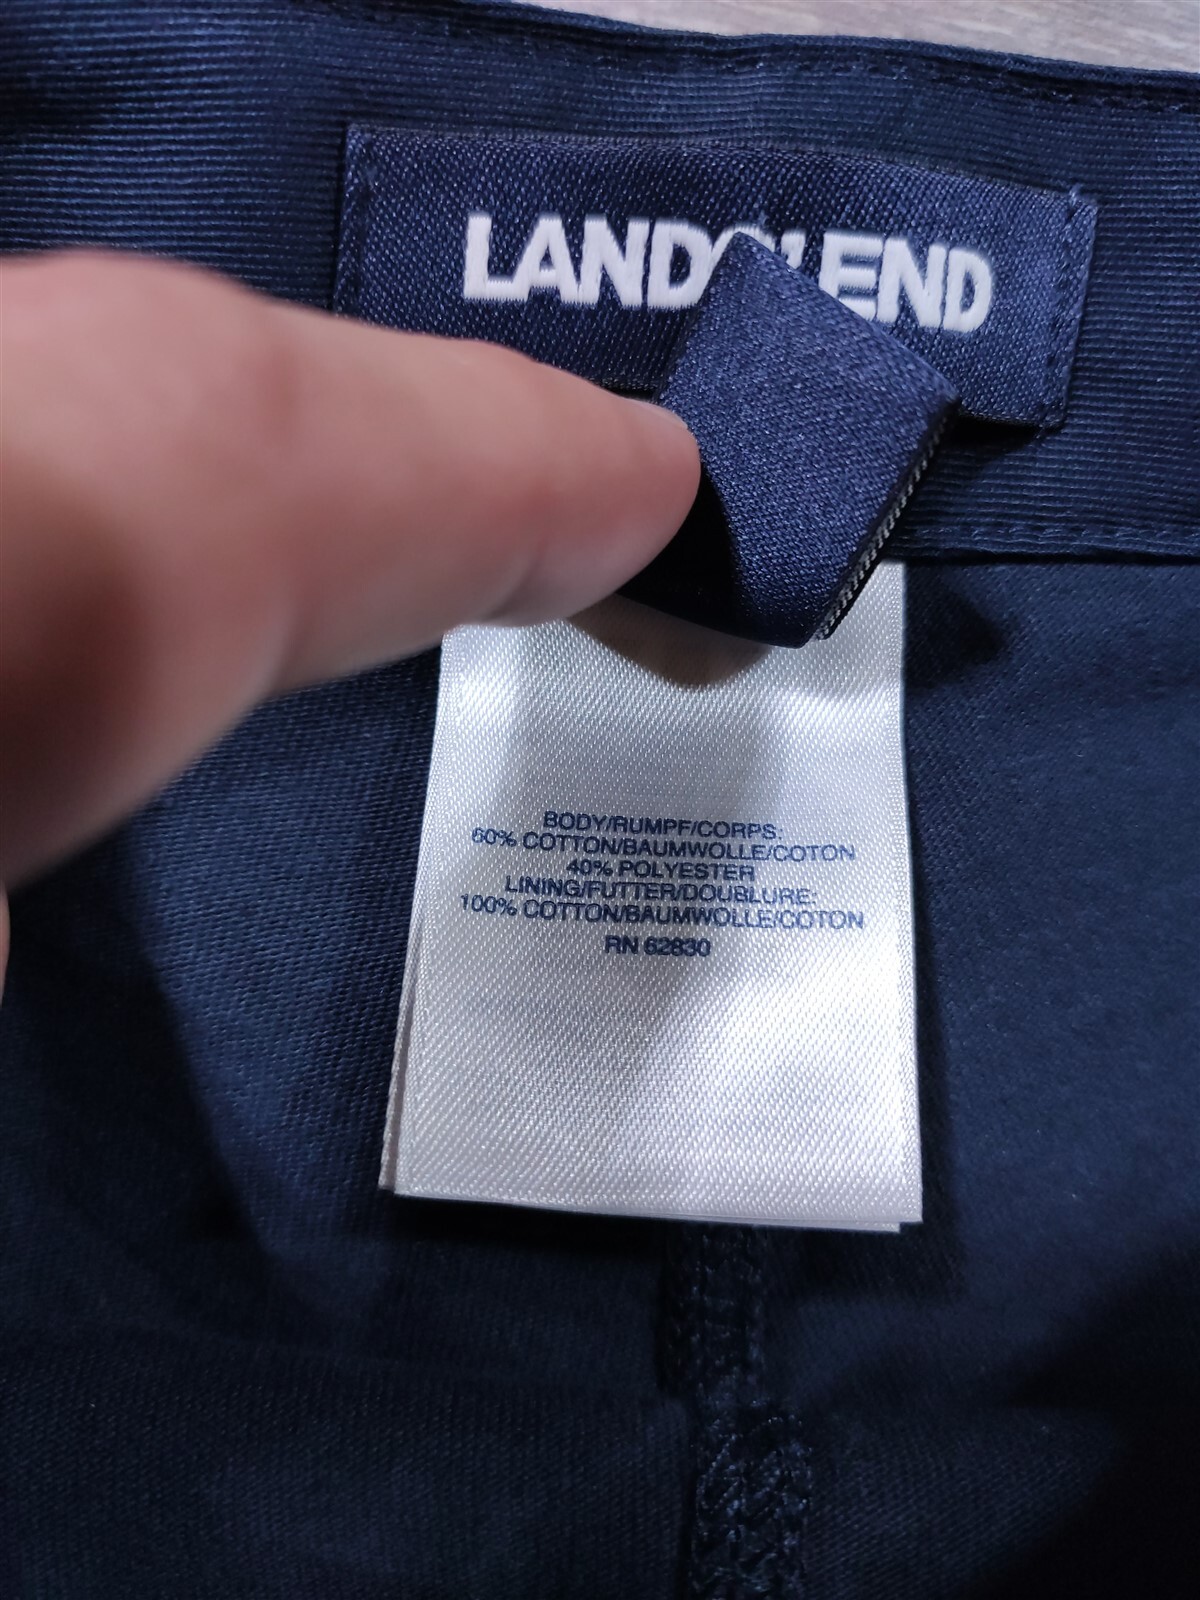 LANDS' END
BODY/RUMPF/CORPS:
60% COTTON/BAUMWOLLE/COTON
40% POLYESTER
LINING/FUTTER/DOUBLURE:
100% COTTON/BAUMWOLLE/COTON
RN 62830